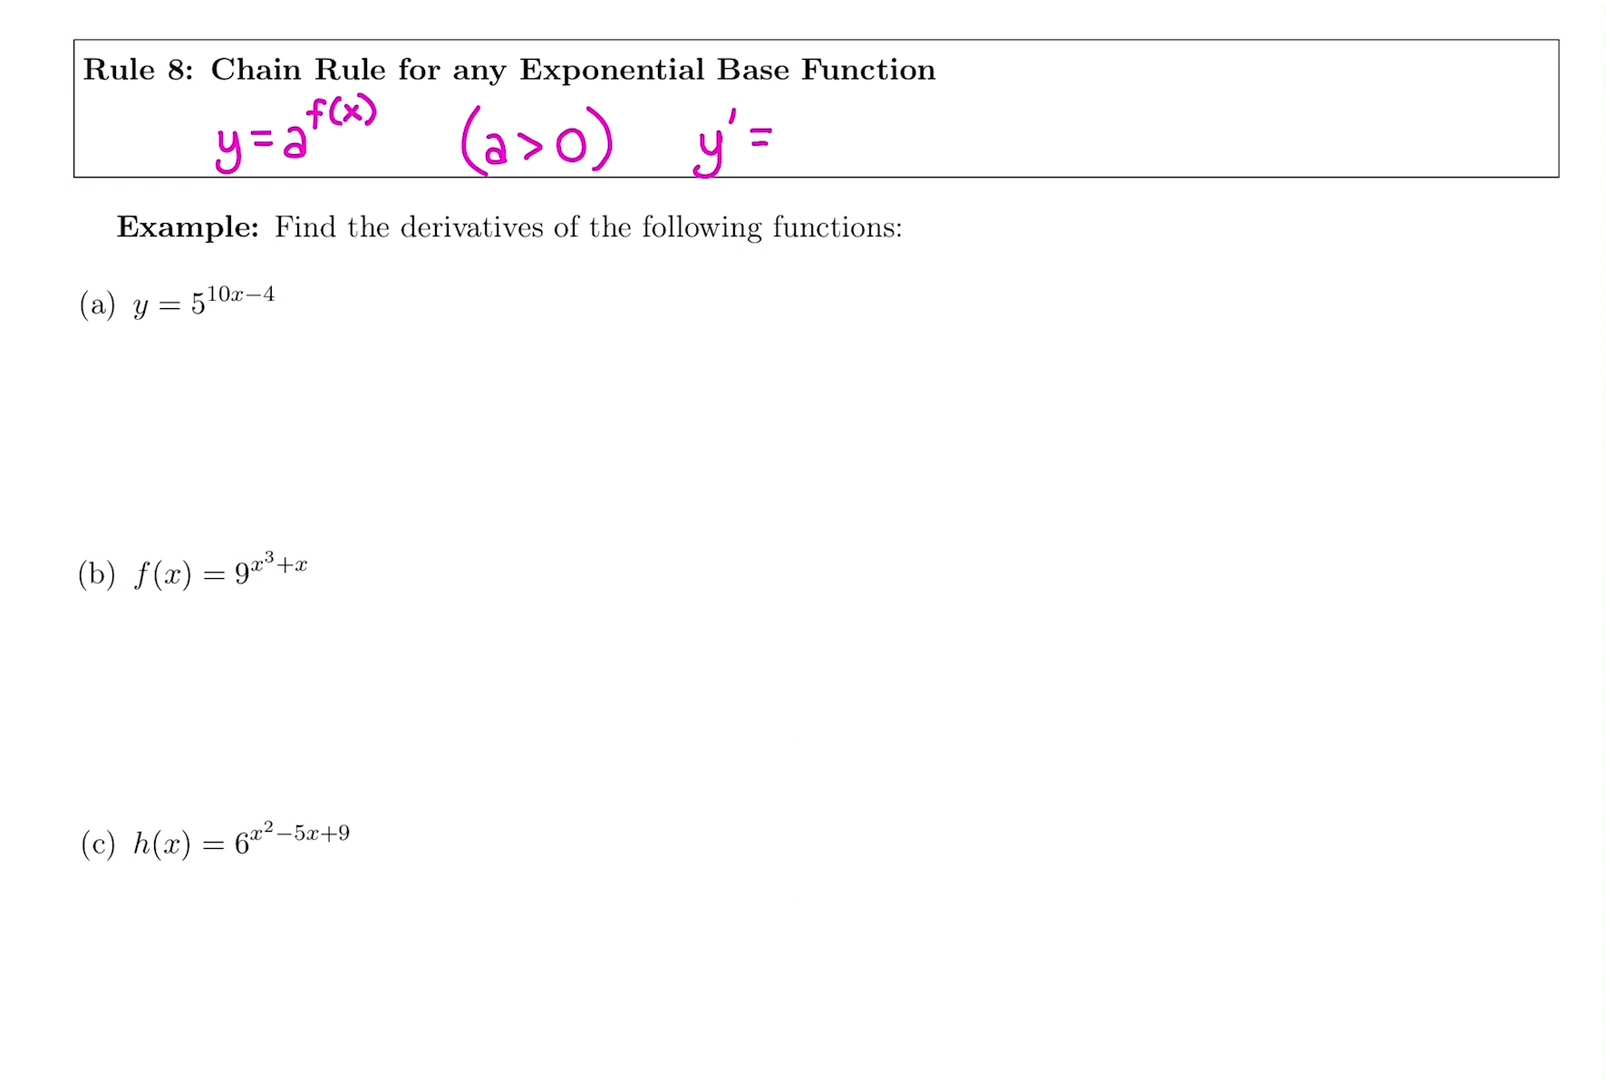 Rule 8: Chain Rule for any Exponential Base Function
y=a^{f(x)} (a>0) y'=
Example: Find the derivatives of the following functions:
(a) y = 5^{10x−4}
(b) f(x) = 9^{x^3+x}
(c) h(x) = 6^{x^2−5x+9}